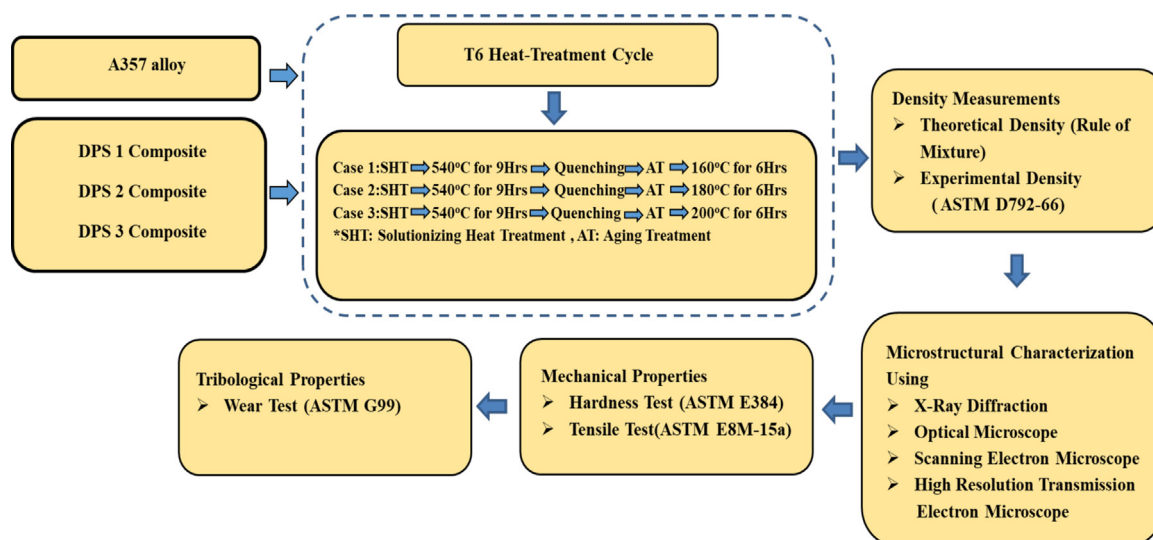 A357 alloy
DPS 1 Composite
DPS 2 Composite
DPS 3 Composite
T6 Heat-Treatment Cycle
Case 1:SHT 540°C for 9Hrs Quenching AT 160°C for 6Hrs
Case 2:SHT 540°C for 9Hrs Quenching AT 180°C for 6Hrs
Case 3:SHT 540°C for 9Hrs Quenching AT 200°C for 6Hrs
*SHT: Solutionizing Heat Treatment , AT: Aging Treatment
Density Measurements
Theoretical Density (Rule of
Mixture)
Experimental Density
( ASTM D792-66)
Microstructural Characterization
Using
X-Ray Diffraction
Optical Microscope
Scanning Electron Microscope
High Resolution Transmission
Electron Microscope
Mechanical Properties
Hardness Test (ASTM E384)
Tensile Test(ASTM E8M-15a)
Tribological Properties
Wear Test (ASTM G99)